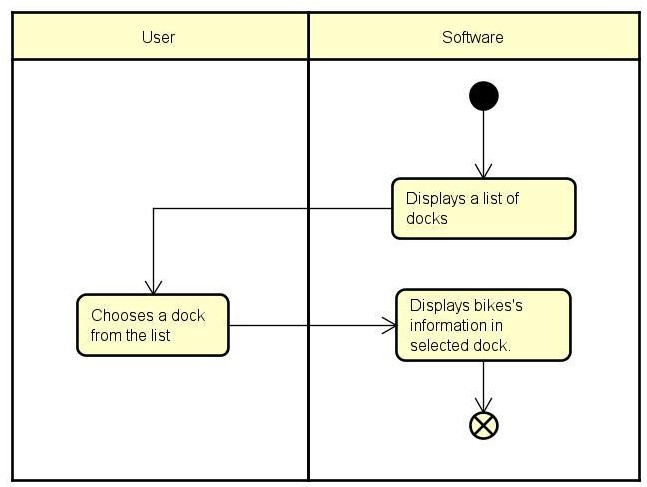 User
Software
Displays a list of
docks
Chooses a dock
from the list
Displays bikes's
information in
selected dock.